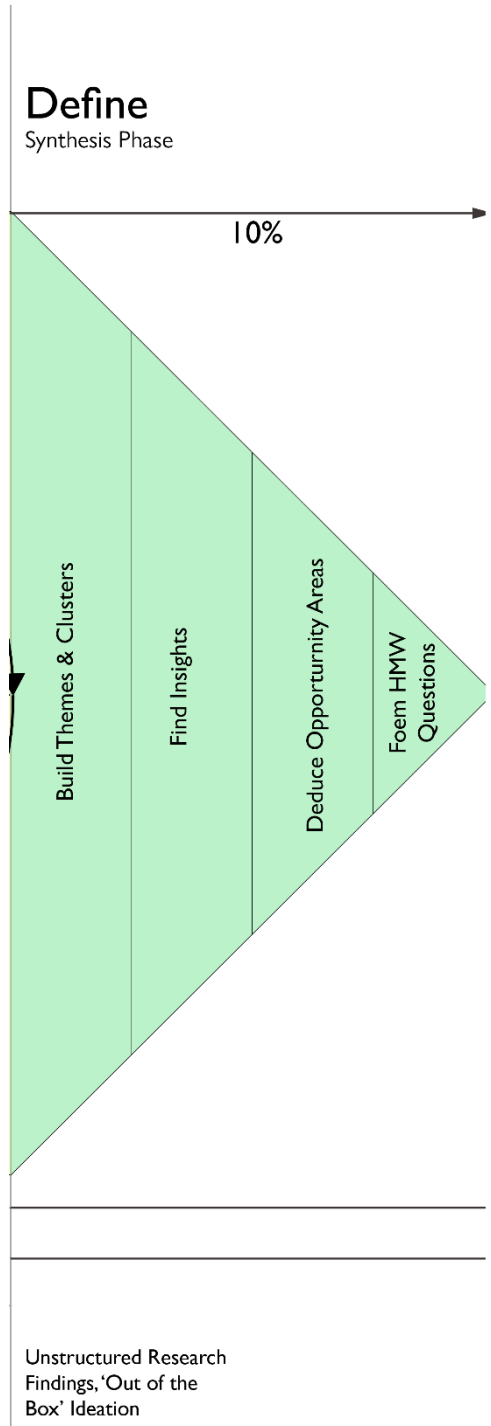 Define
Synthesis Phase
10%
Build Themes & Clusters
Find Insights
Deduce Opporturnity Areas
Foem HMW
Questions
Unstructured Research
Findings, ‘Out of the
Box’ Ideation